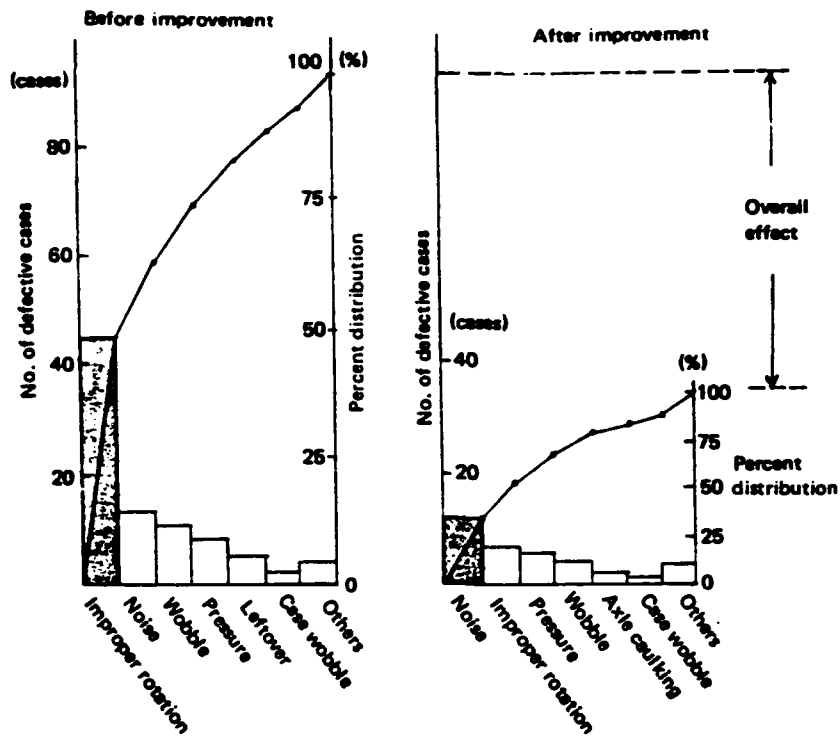 Before improvement
(cases)
100 (%)
80
75
60
50
40
25
20
0
No. of defective cases
Percent distribution
Improper rotation
Noise
Wobble
Pressure
Leftover
Case wobble
Others
After improvement
Overall
effect
(cases)
40
(%)
100
75
Percent
distribution
20
50
25
0
No. of defective cases
Noise
Improper rotation
Pressure
Wobble
Axle caulking
Case wobble
Others